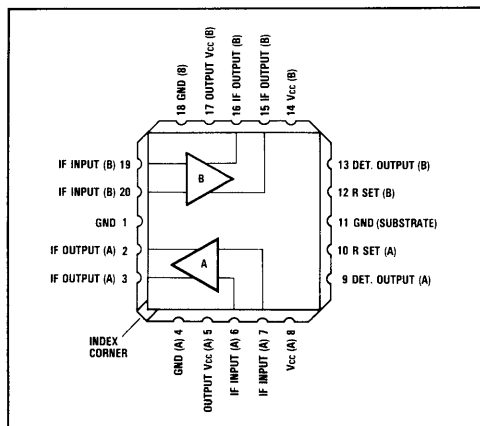 18 GND (8)
17 OUTPUT Vcc (B)
16 IF OUTPUT (B)
15 IF OUTPUT (B)
14 Vcc (B)
IF INPUT (B) 19
IF INPUT (B) 20
GND 1
IF OUTPUT (A) 2
IF OUTPUT (A) 3
B
A
13 DET. OUTPUT (B)
12 R SET (B)
11 GND (SUBSTRATE)
10 R SET (A)
9 DET. OUTPUT (A)
INDEX
CORNER
GND (A) 4
OUTPUT Vcc (A) 5
IF INPUT (A) 6
IF INPUT (A) 7
Vcc (A) 8